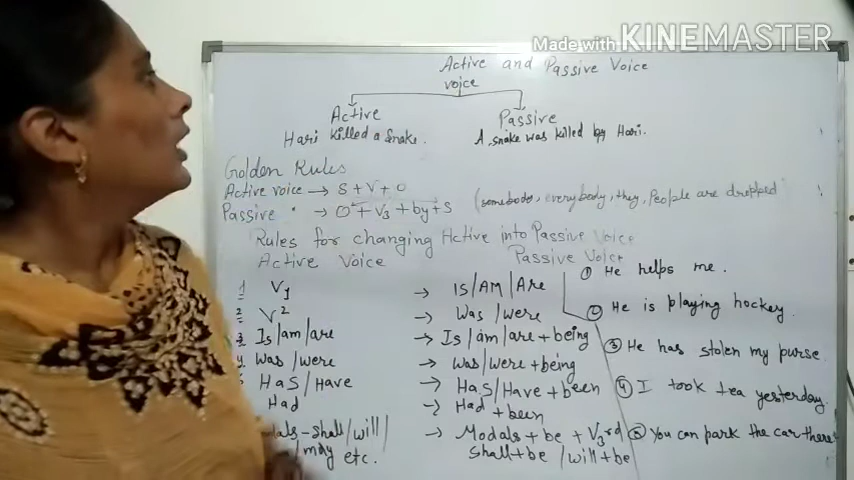 Made with KINEMASTER
Active and Passive Voice
voice
Active
Passive
Hari killed a snake.
A snake was killed by Hari.
Golden Rules
Active voice → S + V + O
Passive " → O + V3 + by + S
(somebody, everybody, they, People are dropped
Rules for changing Active into Passive Voice
Active Voice
Passive Voice
1 V1 → IS/AM/Are
2 V2 → Was/Were
3 Is/am/are → Is/am/are + being
4 Was/were → Was/were + being
Has/Have → Has/Have + been
Had → Had + been
- shall/will/ → Modals + be + V3rd
/may etc. shall + be / will + be
① He helps me.
② He is playing hockey.
③ He has stolen my purse
④ I took tea yesterday.
⑤ You can park the car there